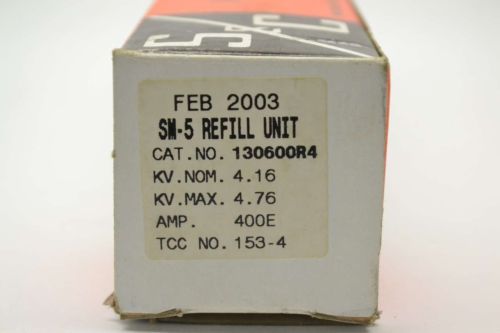 S&C
FEB 2003
SM-5 REFILL UNIT
CAT.NO. 130600R4
KV.NOM. 4.16
KV.MAX. 4.76
AMP. 400E
TCC NO. 153-4